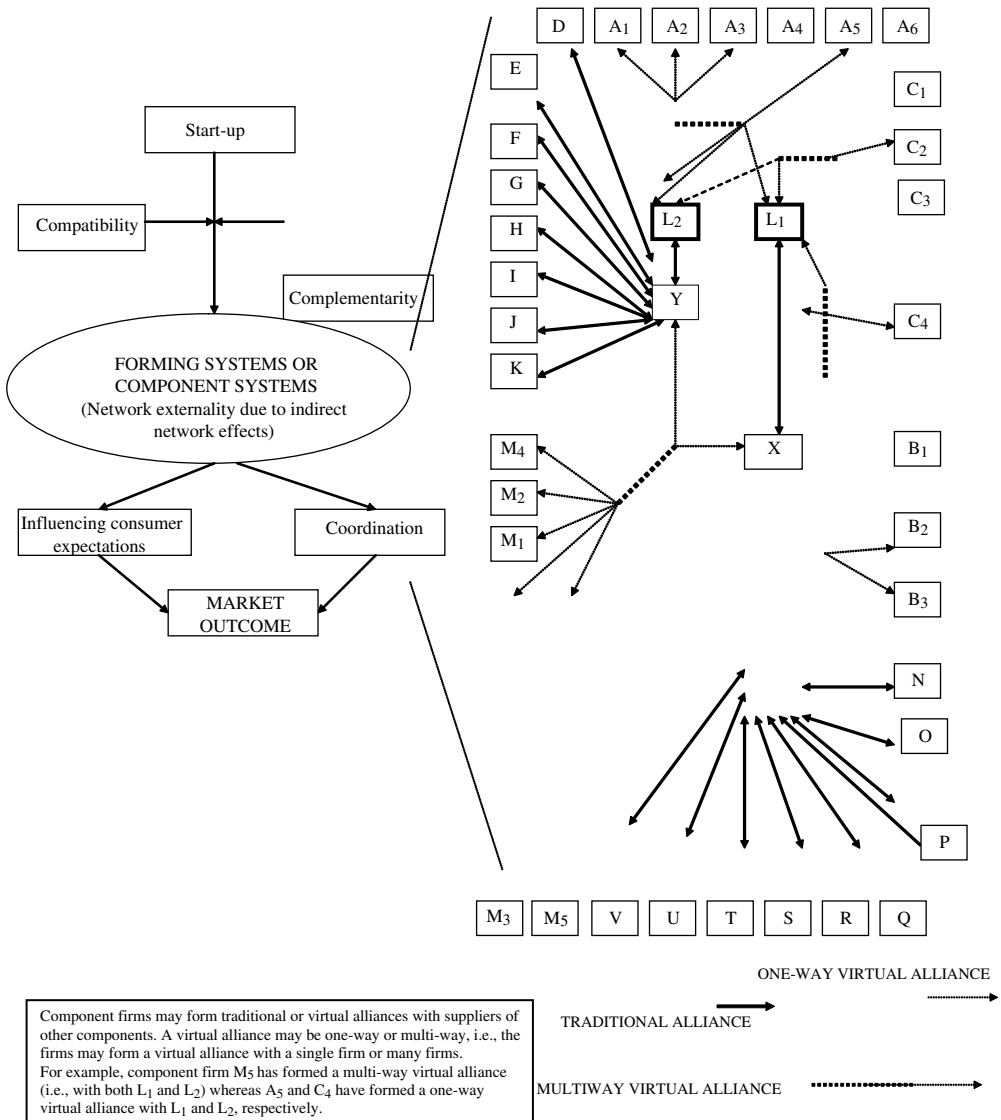 D A1 A2 A3 A4 A5 A6
E
C1
Start-up
F
C2
G
C3
Compatibility
H
L2 L1
I
Complementarity
Y
J
C4
K
FORMING SYSTEMS OR
COMPONENT SYSTEMS
(Network externality due to indirect
network effects)
M4
X
B1
M2
Influencing consumer
expectations
Coordination
M1
B2
MARKET
OUTCOME
B3
N
O
P
M3 M5 V U T S R Q
ONE-WAY VIRTUAL ALLIANCE
TRADITIONAL ALLIANCE
MULTIWAY VIRTUAL ALLIANCE
Component firms may form traditional or virtual alliances with suppliers
of other components. A virtual alliance may be one-way or multi-way, i.e., the
firms may form a virtual alliance with a single firm or many firms.
For example, component firm M5 has formed a multi-way virtual alliance
(i.e., with both L1 and L2) whereas A5 and C4 have formed a one-way
virtual alliance with L1 and L2, respectively.